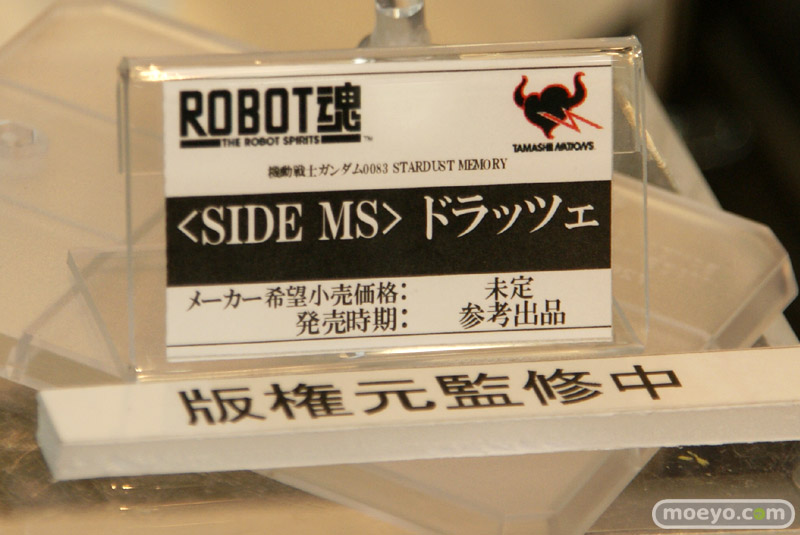 ROBOT魂
THE ROBOT SPIRITS™
TAMASHII NATIONS
機動戦士ガンダム0083 STARDUST MEMORY
<SIDE MS> ドラッツェ
メーカー希望小売価格: 未定
発売時期: 参考出品
版権元監修中
moeyo.com